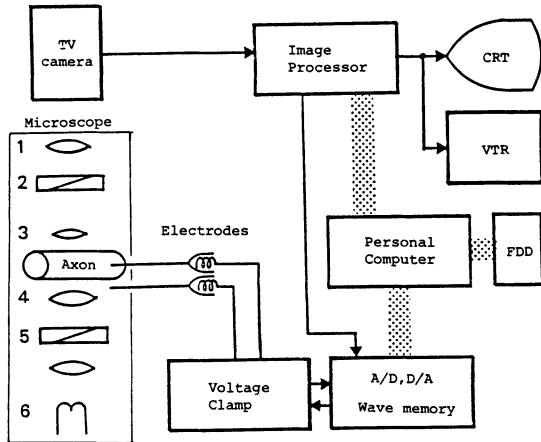 TV
camera
Image
Processor
CRT
VTR
Microscope
1
2
3
Axon
4
5
6
Electrodes
Personal
Computer
FDD
Voltage
Clamp
A/D,D/A
Wave memory